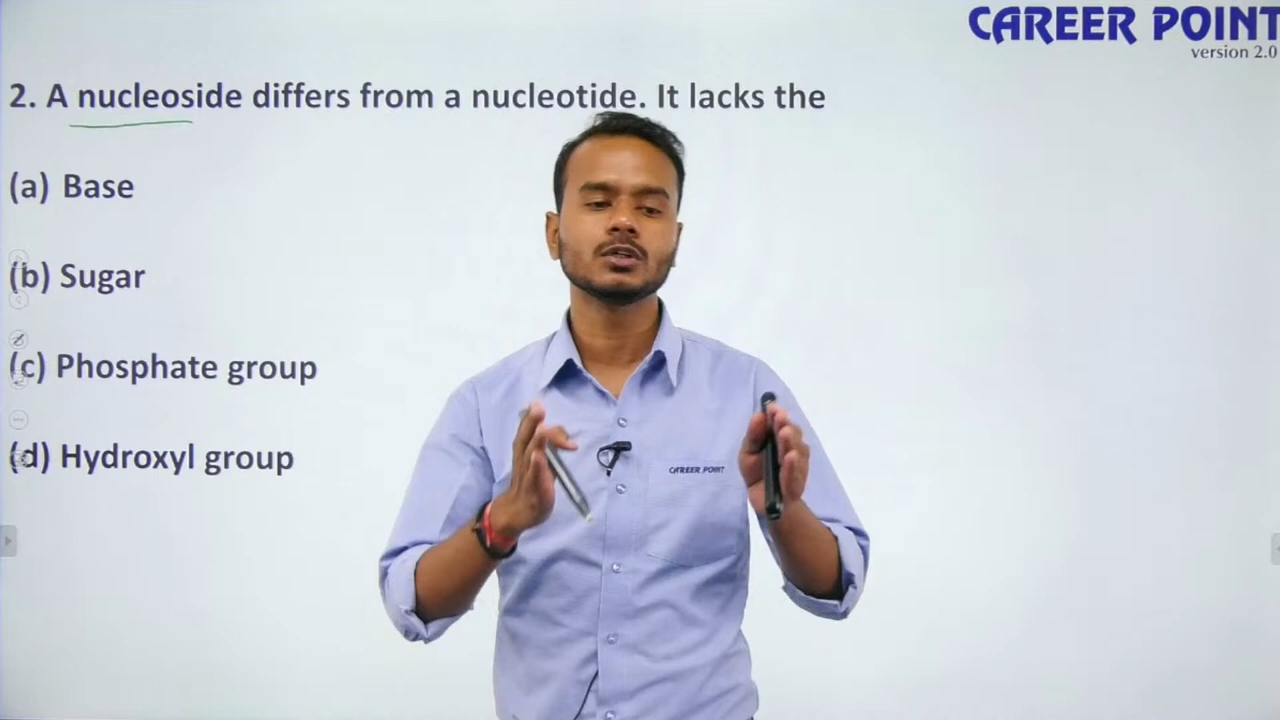 CAREER POINT
version 2.0
2. A nucleoside differs from a nucleotide. It lacks the
(a) Base
(b) Sugar
(c) Phosphate group
(d) Hydroxyl group
CAREER POINT